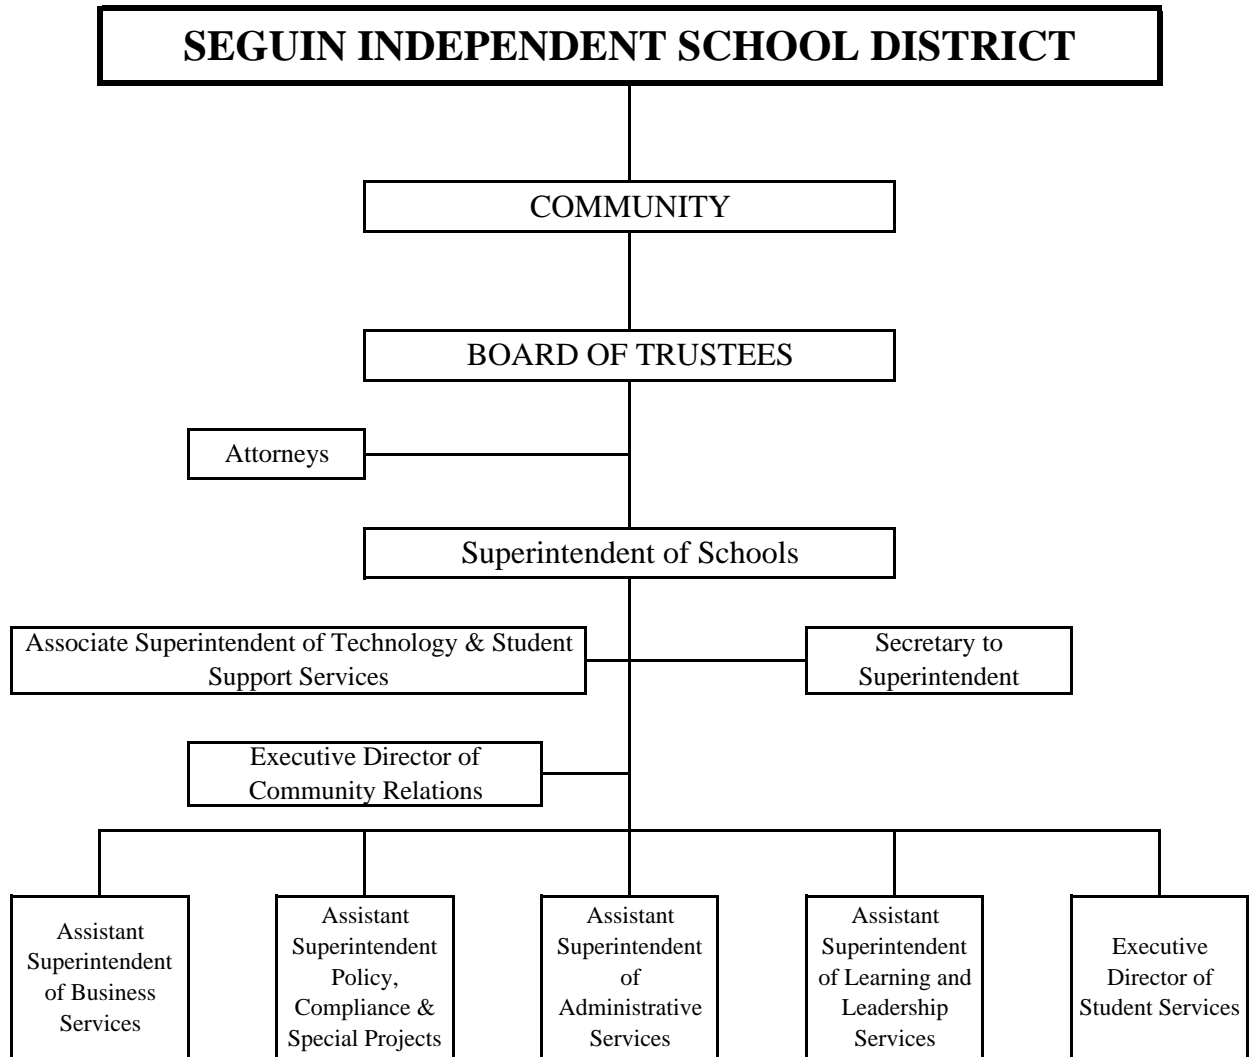 SEGUIN INDEPENDENT SCHOOL DISTRICT
COMMUNITY
BOARD OF TRUSTEES
Attorneys
Superintendent of Schools
Associate Superintendent of Technology & Student
Support Services
Secretary to
Superintendent
Executive Director of
Community Relations
Assistant
Superintendent
of Business
Services
Assistant
Superintendent
Policy,
Compliance &
Special Projects
Assistant
Superintendent
of
Administrative
Services
Assistant
Superintendent
of Learning and
Leadership
Services
Executive
Director of
Student Services